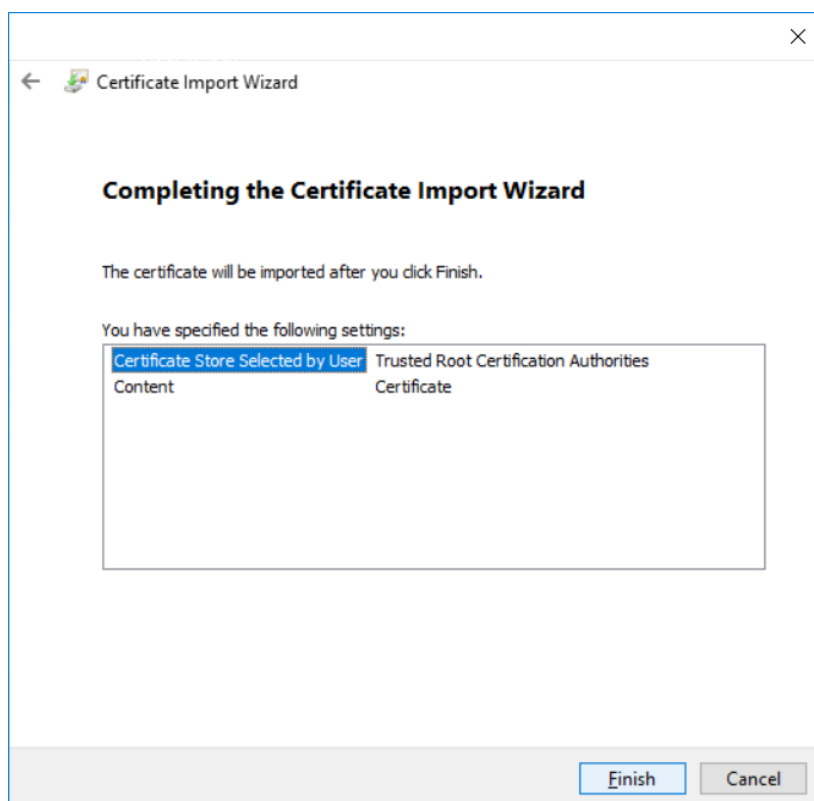 Certificate Import Wizard
Completing the Certificate Import Wizard
The certificate will be imported after you click Finish.
You have specified the following settings:
Certificate Store Selected by User Trusted Root Certification Authorities
Content Certificate
Finish Cancel